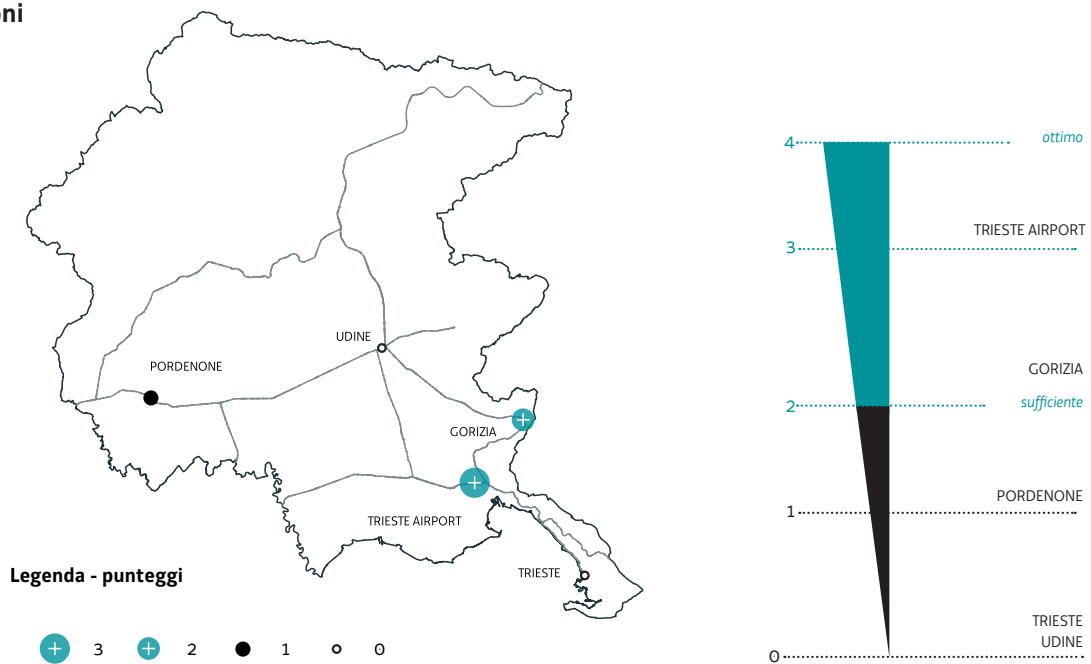 UDINE
PORDENONE
GORIZIA
TRIESTE AIRPORT
TRIESTE
Legenda - punteggi
3 2 1 0
4 ottimo
TRIESTE AIRPORT
3
GORIZIA
2 sufficiente
PORDENONE
1
TRIESTE
UDINE
0